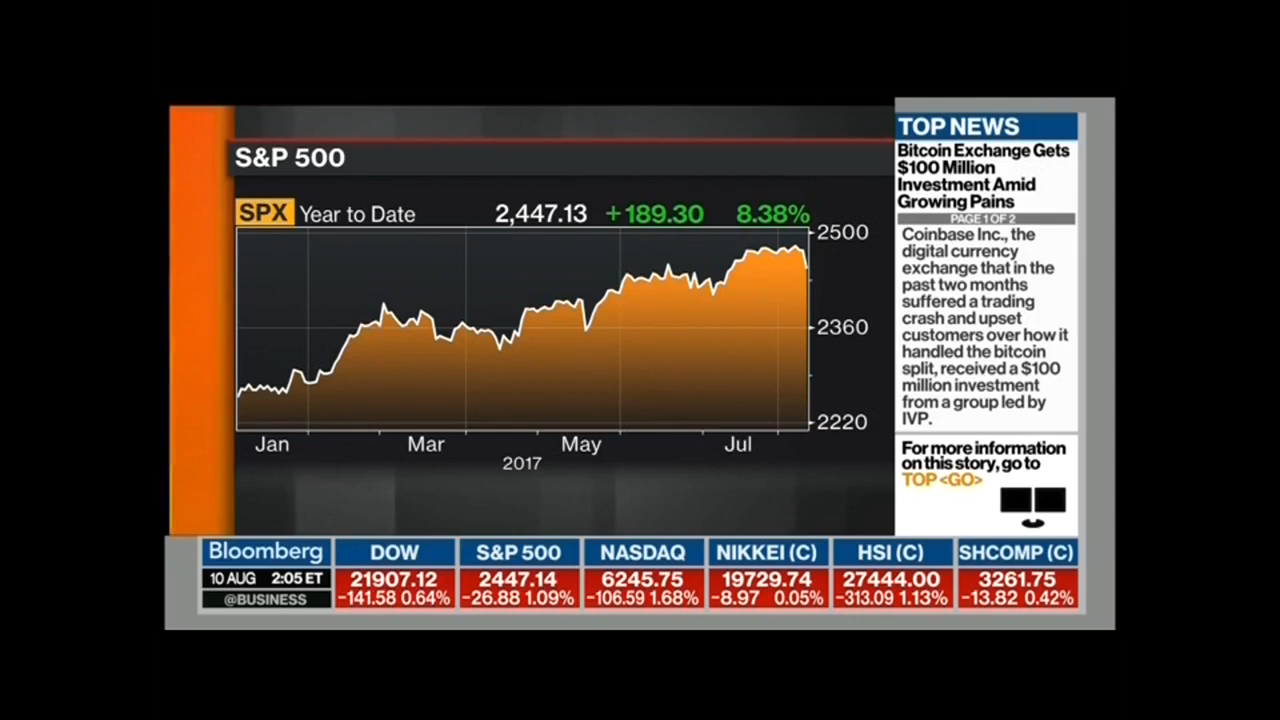 S&P 500
SPX Year to Date 2,447.13 +189.30 8.38%
2500
2360
2220
Jan Mar May Jul
2017
TOP NEWS
Bitcoin Exchange Gets
$100 Million
Investment Amid
Growing Pains
PAGE 1 OF 2
Coinbase Inc., the
digital currency
exchange that in the
past two months
suffered a trading
crash and upset
customers over how it
handled the bitcoin
split, received a $100
million investment
from a group led by
IVP.
For more information
on this story, go to
TOP <GO>
Bloomberg DOW S&P 500 NASDAQ NIKKEI (C) HSI (C) SHCOMP (C)
10 AUG 2:05 ET 21907.12 2447.14 6245.75 19729.74 27444.00 3261.75
@BUSINESS -141.58 0.64% -26.88 1.09% -106.59 1.68% -8.97 0.05% -313.09 1.13% -13.82 0.42%